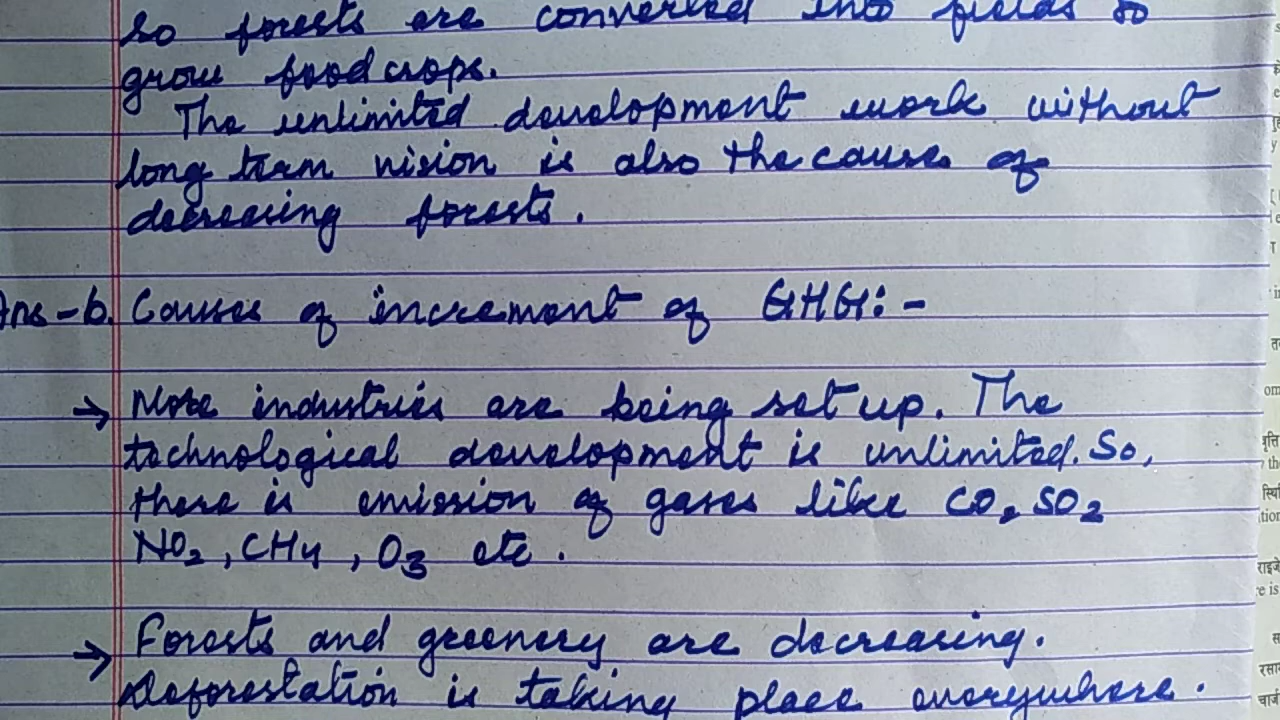 so forests are converted into fields to
grow food crops.
The unlimited development work without
long term vision is also the causes of
decreasing forests.
Ans-b. Causes of increment of GHG:-
→ More industries are being set up. The
technological development is unlimited. So,
there is emission of gases like CO₂ SO₂
NO₂, CH4, O3 etc.
→ Forests and greenery are decreasing.
Deforestation is taking place everywhere.